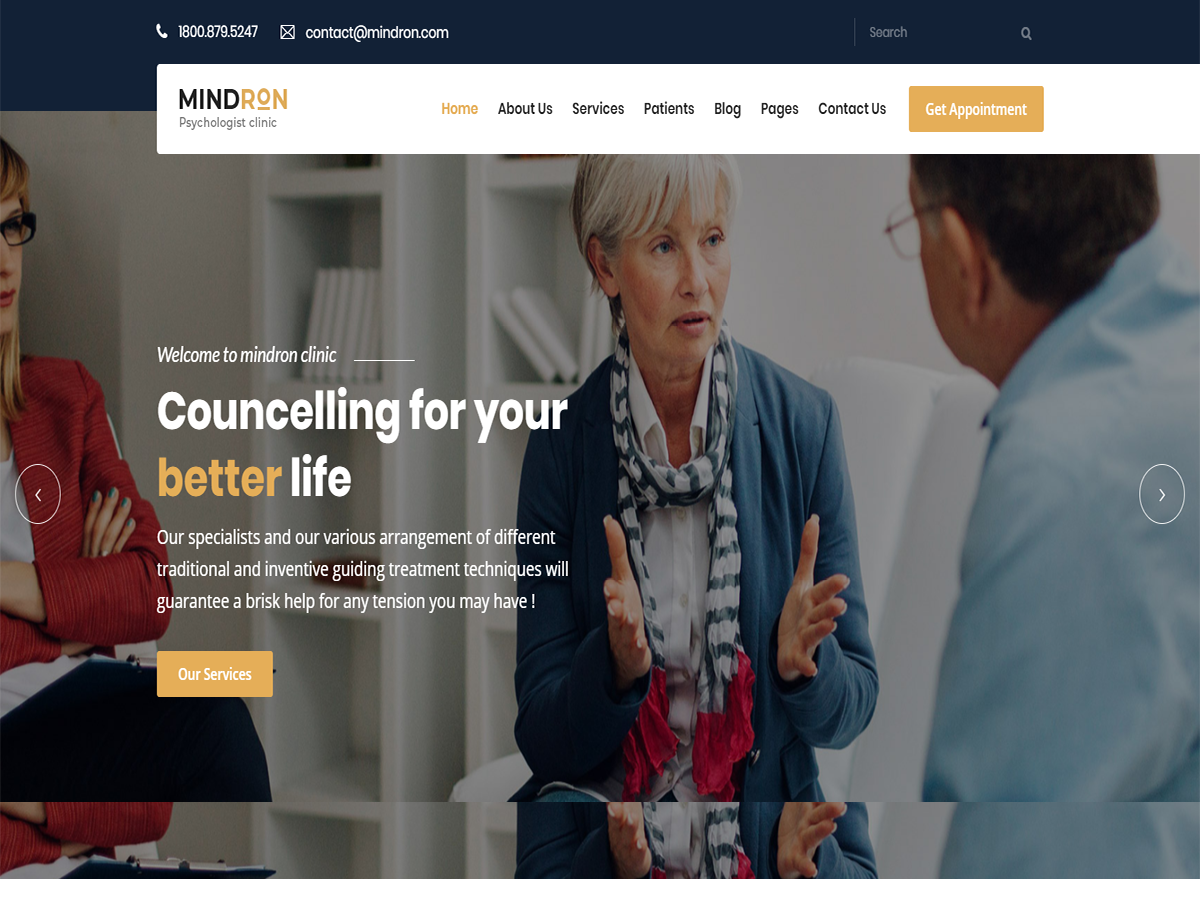 1800.879.5247 contact@mindron.com Search
MINDRON
Psychologist clinic
Home About Us Services Patients Blog Pages Contact Us Get Appointment
Welcome to mindron clinic
Councelling for your
better life
Our specialists and our various arrangement of different
traditional and inventive guiding treatment techniques will
guarantee a brisk help for any tension you may have !
Our Services